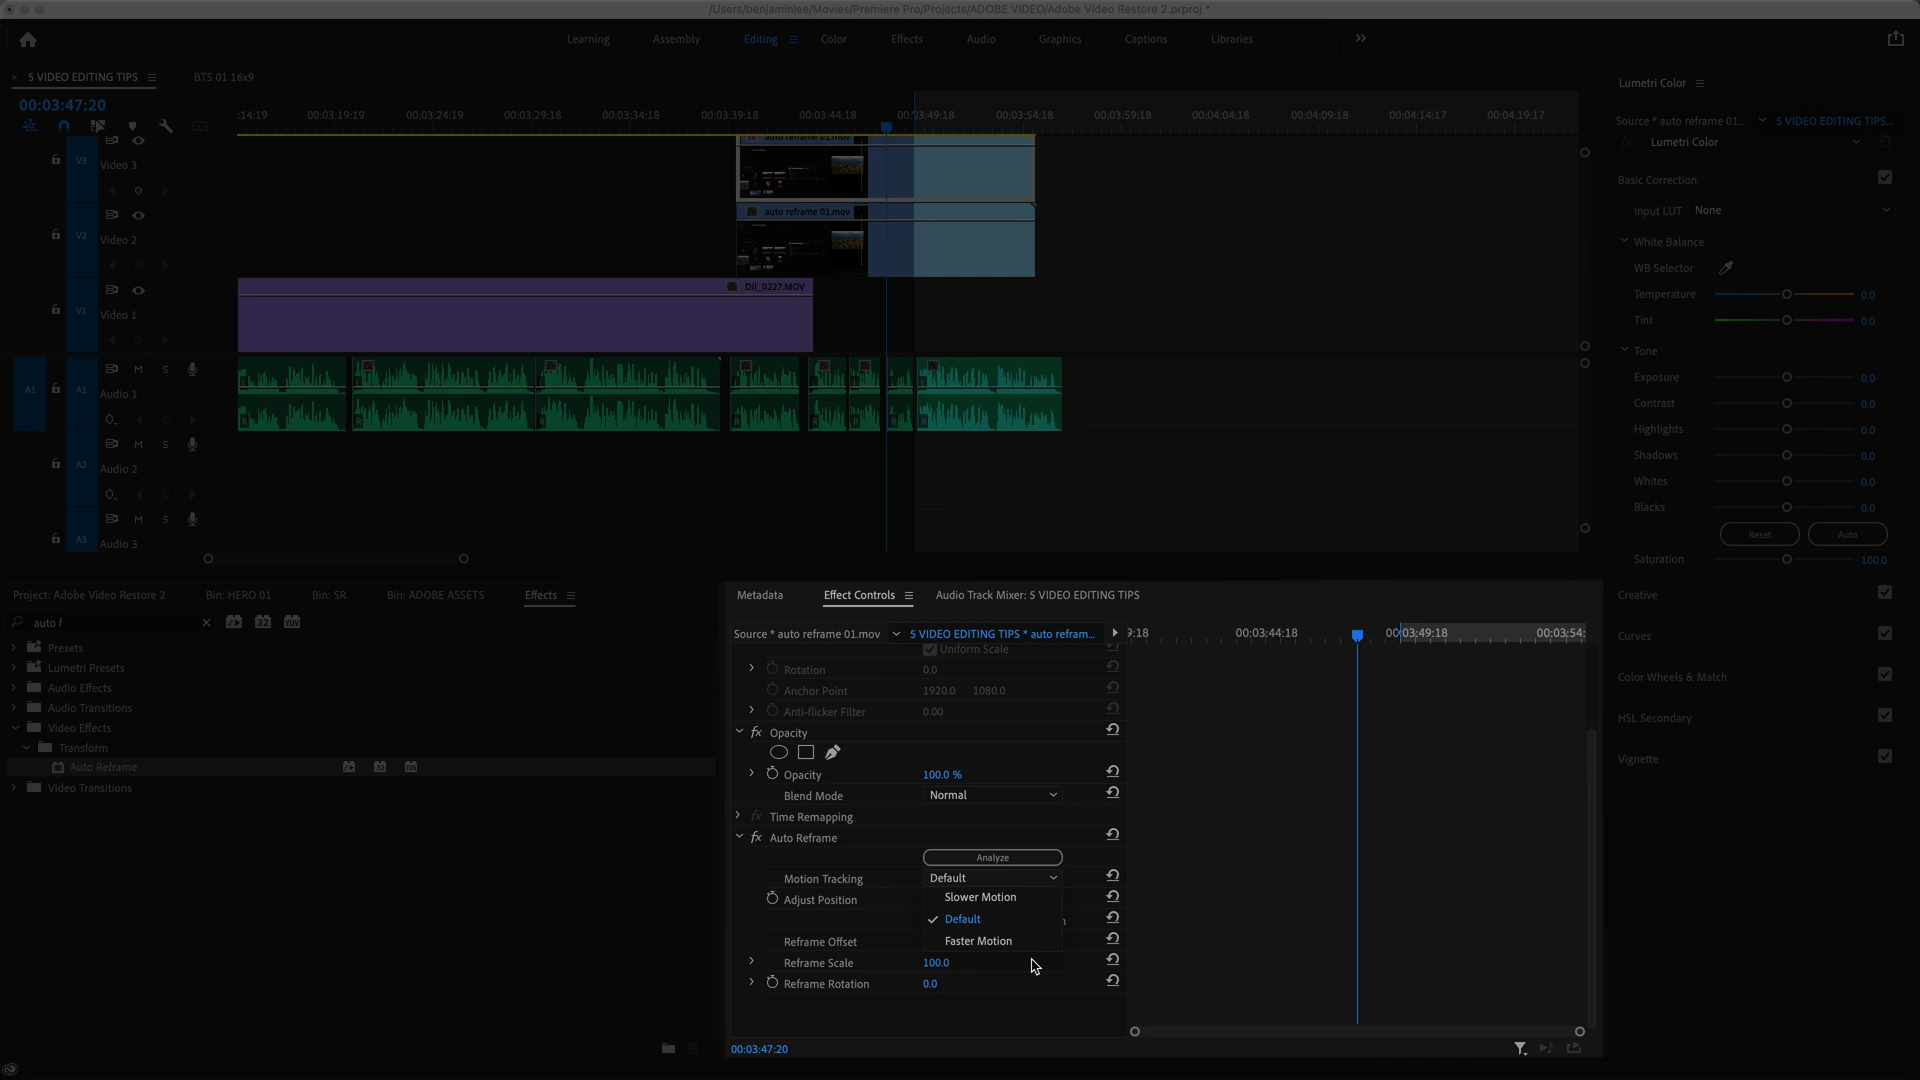 /Users/benjaminlee/Movies/Premiere Pro/Projects/ADOBE VIDEO/Adobe Video Restore 2.prproj *
Learning Assembly Editing Color Effects Audio Graphics Captions Libraries
5 VIDEO EDITING TIPS BTS 01 16x9
00:03:47:20
:14:19 00:03:19:19 00:03:24:19 00:03:29:18 00:03:34:18 00:03:39:18 00:03:44:18 00:03:49:18 00:03:54:18 00:03:59:18 00:04:04:18 00:04:09:18 00:04:14:17 00:04:19:17
V3 Video 3
auto reframe 01.mov
V2 Video 2
auto reframe 01.mov
V1 Video 1
DJI_0227.MOV
A1 A1 M S Audio 1
A2 M S Audio 2
A3 M S Audio 3
Lumetri Color
Source * auto reframe 01... 5 VIDEO EDITING TIPS...
fx Lumetri Color
Basic Correction
Input LUT None
White Balance
WB Selector
Temperature 0.0
Tint 0.0
Tone
Exposure 0.0
Contrast 0.0
Highlights 0.0
Shadows 0.0
Whites 0.0
Blacks 0.0
Reset Auto
Saturation 100.0
Creative
Curves
Color Wheels & Match
HSL Secondary
Vignette
Project: Adobe Video Restore 2 Bin: HERO 01 Bin: SR Bin: ADOBE ASSETS Effects
auto f
Presets
Lumetri Presets
Audio Effects
Audio Transitions
Video Effects
Transform
Auto Reframe
Video Transitions
Metadata Effect Controls Audio Track Mixer: 5 VIDEO EDITING TIPS
Source * auto reframe 01.mov 5 VIDEO EDITING TIPS * auto refram... 9:18 00:03:44:18 00:03:49:18 00:03:54:
Uniform Scale
Rotation 0.0
Anchor Point 1920.0 1080.0
Anti-flicker Filter 0.00
fx Opacity
Opacity 100.0 %
Blend Mode Normal
fx Time Remapping
fx Auto Reframe
Analyze
Motion Tracking Default
Slower Motion
Adjust Position
Default
Reframe Offset
Faster Motion
Reframe Scale 100.0
Reframe Rotation 0.0
00:03:47:20